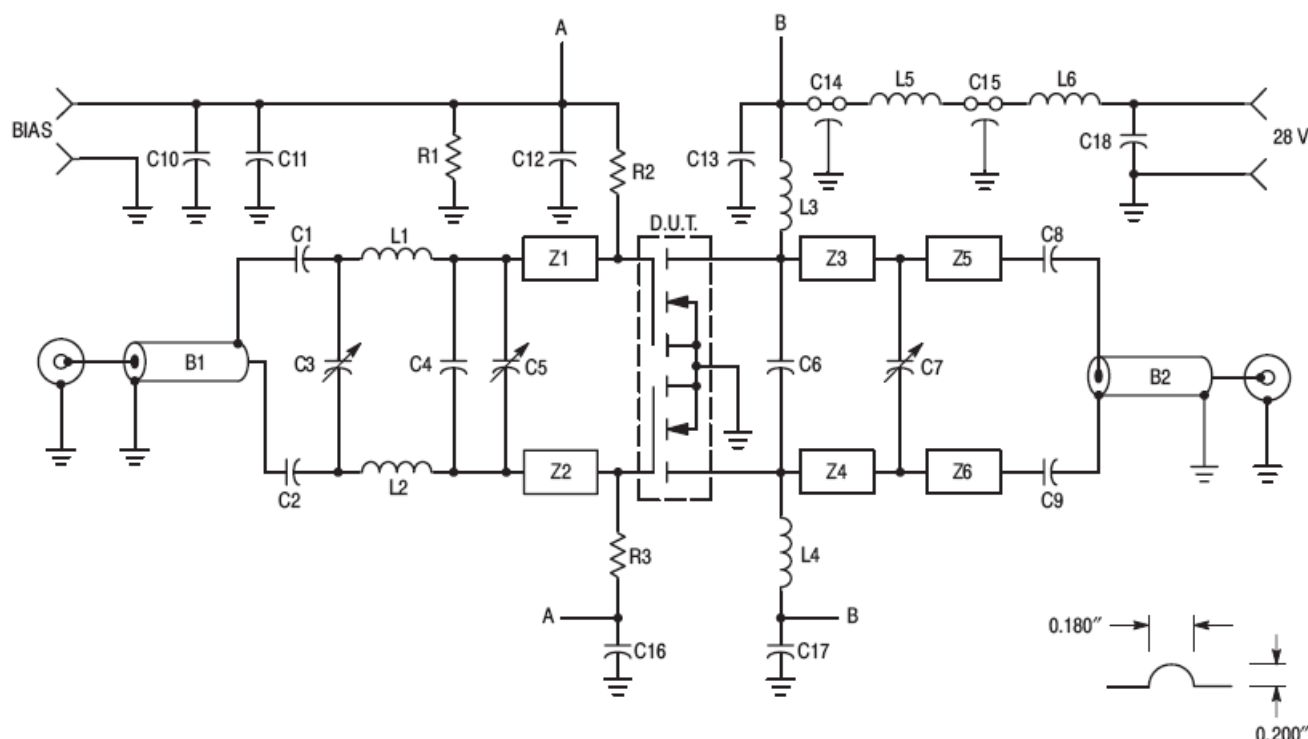 A
B
C14
L5
C15
L6
BIAS
C10
C11
R1
C12
R2
C13
C18
28 V
L3
D.U.T.
C1
L1
Z1
Z3
Z5
C8
B1
C3
C4
C5
C6
C7
B2
C2
L2
Z2
Z4
Z6
C9
R3
L4
A
B
C16
C17
0.180″
0.200″